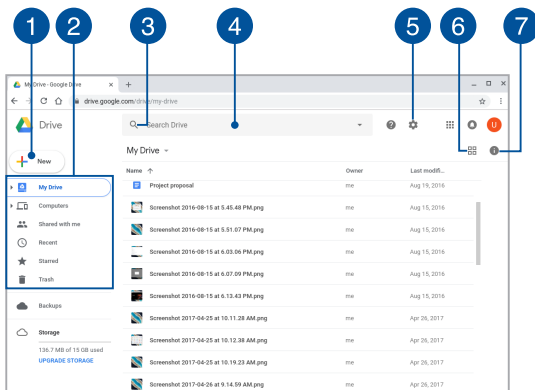 1 2 3 4 5 6 7
My Drive - Google Drive
drive.google.com/drive/my-drive
Drive
Search Drive
U
New
My Drive
Name Owner Last modifi...
My Drive
Computers
Shared with me
Recent
Starred
Trash
Backups
Storage
136.7 MB of 15 GB used
UPGRADE STORAGE
Project proposal me Aug 19, 2016
Screenshot 2016-08-15 at 5.45.48 PM.png me Aug 15, 2016
Screenshot 2016-08-15 at 5.51.07 PM.png me Aug 15, 2016
Screenshot 2016-08-15 at 6.03.06 PM.png me Aug 15, 2016
Screenshot 2016-08-15 at 6.07.09 PM.png me Aug 15, 2016
Screenshot 2016-08-15 at 6.13.43 PM.png me Aug 15, 2016
Screenshot 2017-04-25 at 10.11.28 AM.png me Apr 26, 2017
Screenshot 2017-04-25 at 10.12.38 AM.png me Apr 26, 2017
Screenshot 2017-04-25 at 10.19.23 AM.png me Apr 26, 2017
Screenshot 2017-04-26 at 9.14.59 AM.png me Apr 26, 2017